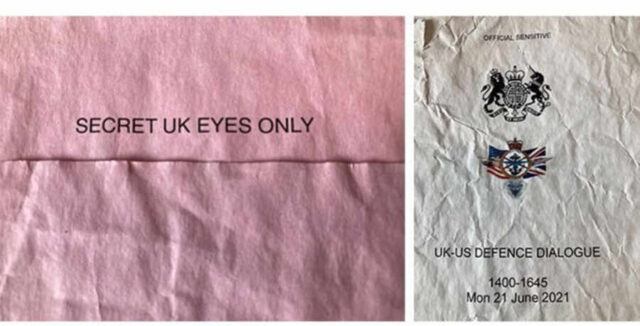 SECRET UK EYES ONLY
OFFICIAL SENSITIVE
UK-US DEFENCE DIALOGUE
1400-1645
Mon 21 June 2021